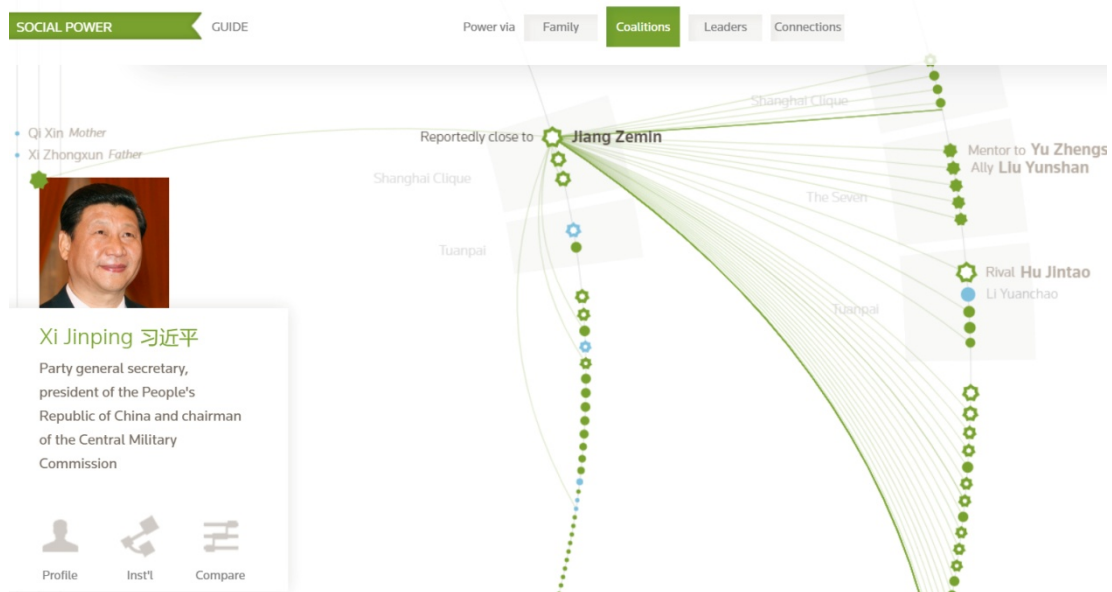 SOCIAL POWER
GUIDE
Power via
Family
Coalitions
Leaders
Connections
Shanghai Clique
Qi Xin Mother
Xi Zhongxun Father
Reportedly close to
Jiang Zemin
Mentor to Yu Zhengs
Ally Liu Yunshan
Shanghai Clique
The Seven
Tuanpai
Rival Hu Jintao
Li Yuanchao
Tuanpai
Xi Jinping 习近平
Party general secretary,
president of the People's
Republic of China and chairman
of the Central Military
Commission
Profile
Inst'l
Compare